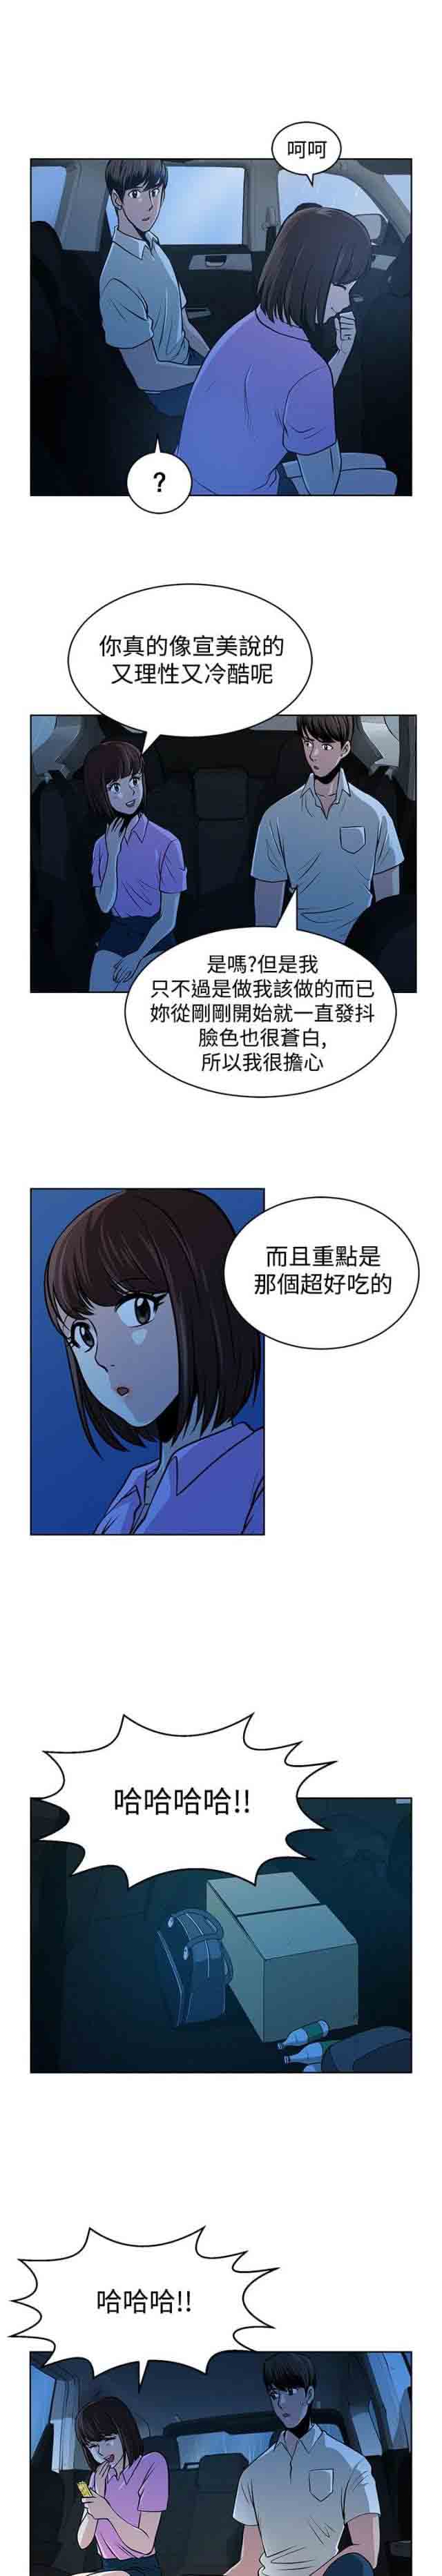 呵呵
?
你真的像宣美說的
又理性又冷酷呢
是嗎?但是我
只不過是做我該做的而已
妳從剛剛開始就一直發抖
臉色也很蒼白,
所以我很擔心
而且重點是
那個超好吃的
哈哈哈哈!!
哈哈哈!!